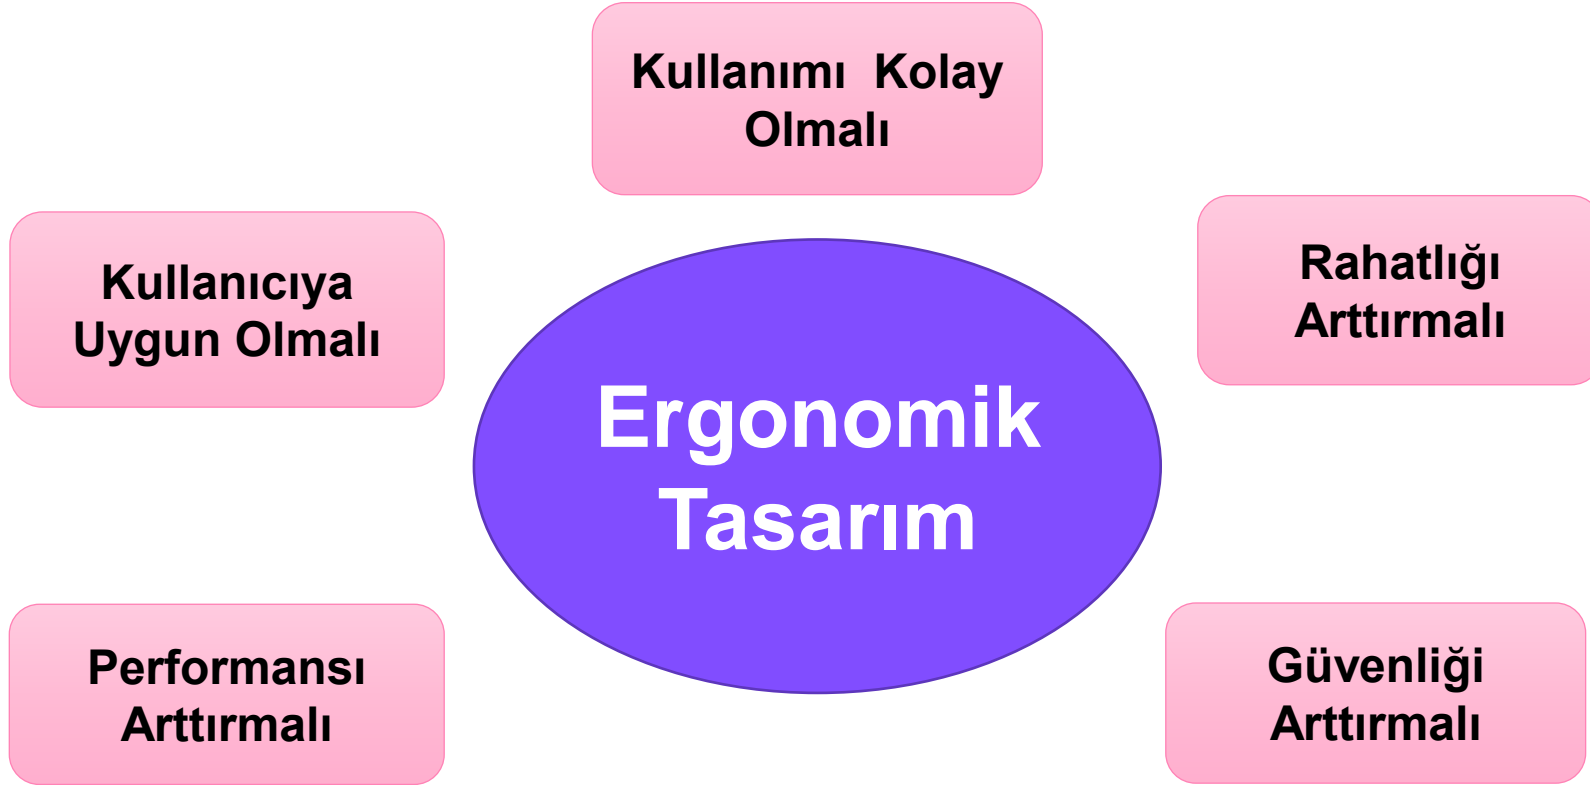 Kullanımı Kolay
Olmalı
Kullanıcıya
Uygun Olmalı
Rahatlığı
Arttırmalı
Ergonomik
Tasarım
Performansı
Arttırmalı
Güvenliği
Arttırmalı